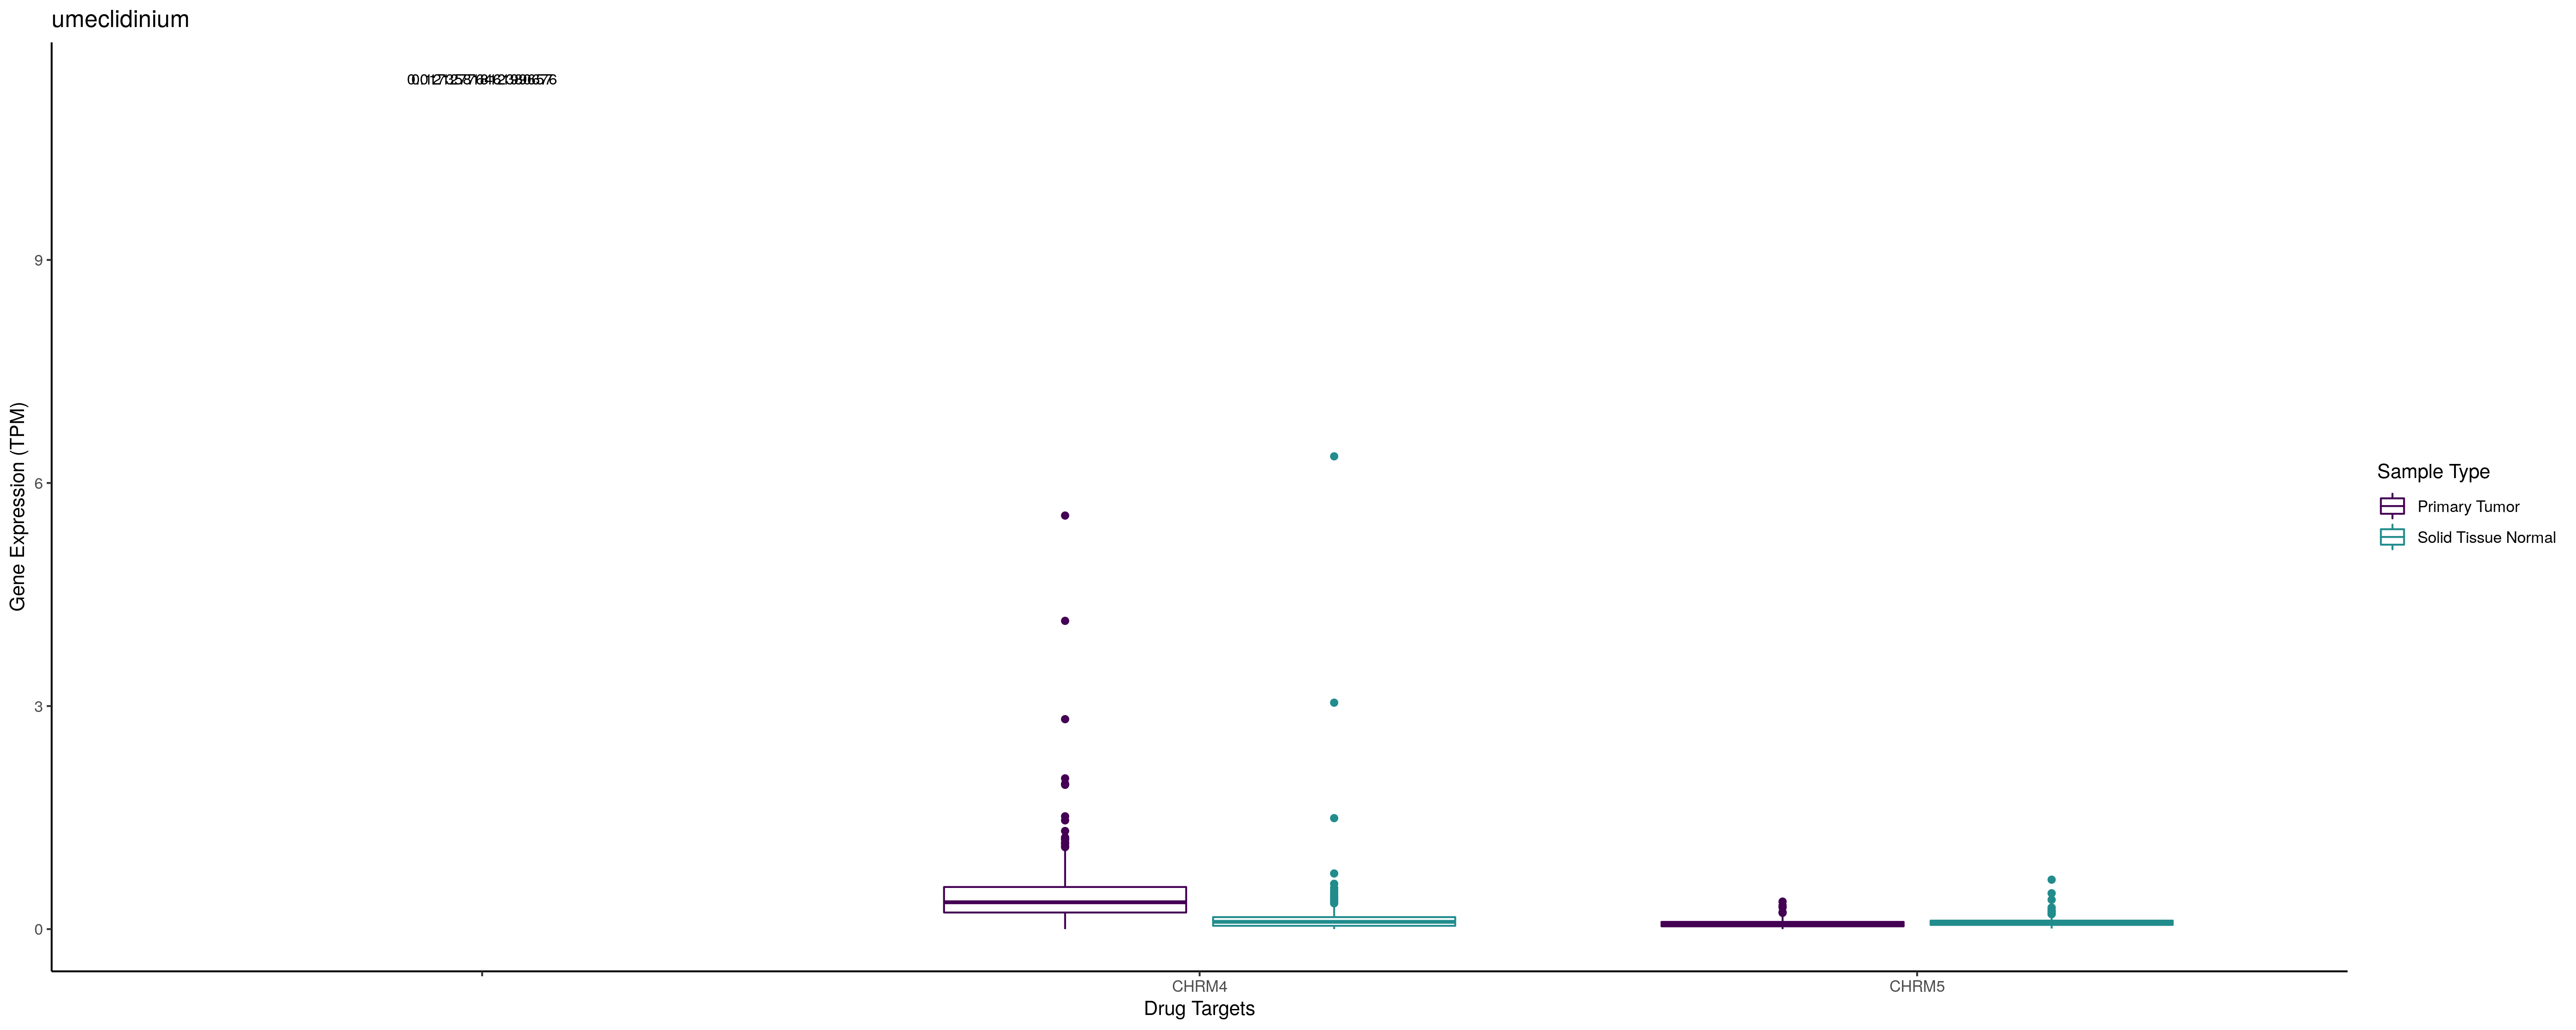 umeclidinium
9
6
3
0
Gene Expression (TPM)
CHRM4
CHRM5
Drug Targets
Sample Type
Primary Tumor
Solid Tissue Normal